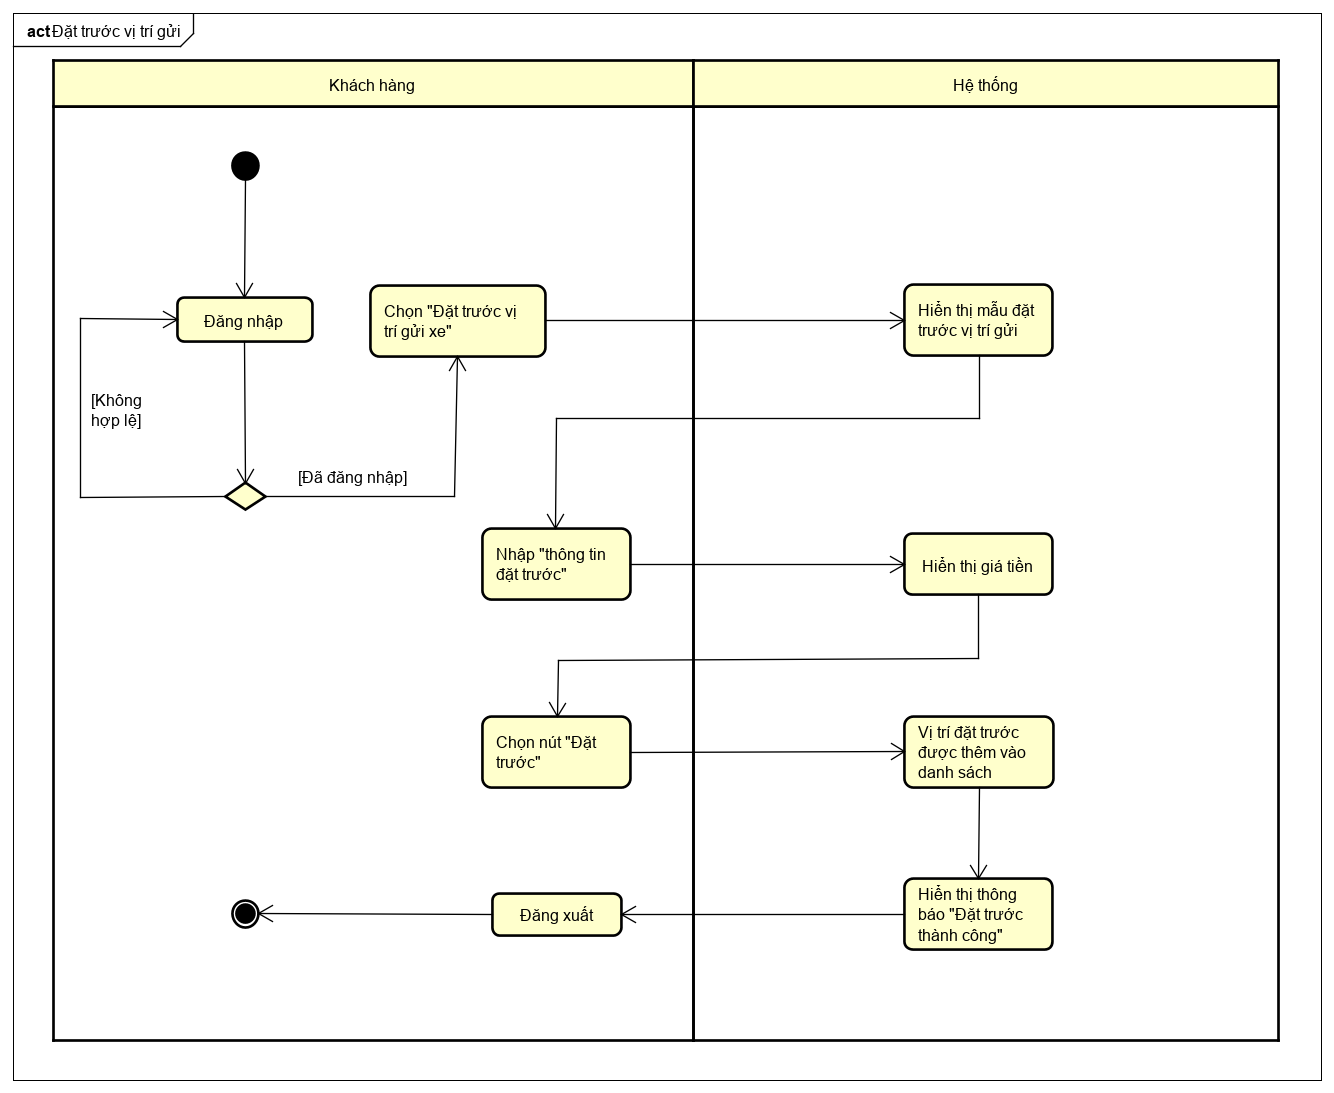 act Đặt trước vị trí gửi
Khách hàng
Hệ thống
Đăng nhập
Chọn "Đặt trước vị
trí gửi xe"
Hiển thị mẫu đặt
trước vị trí gửi
[Không
hợp lệ]
[Đã đăng nhập]
Nhập "thông tin
đặt trước"
Hiển thị giá tiền
Chọn nút "Đặt
trước"
Vị trí đặt trước
được thêm vào
danh sách
Hiển thị thông
báo "Đặt trước
thành công"
Đăng xuất